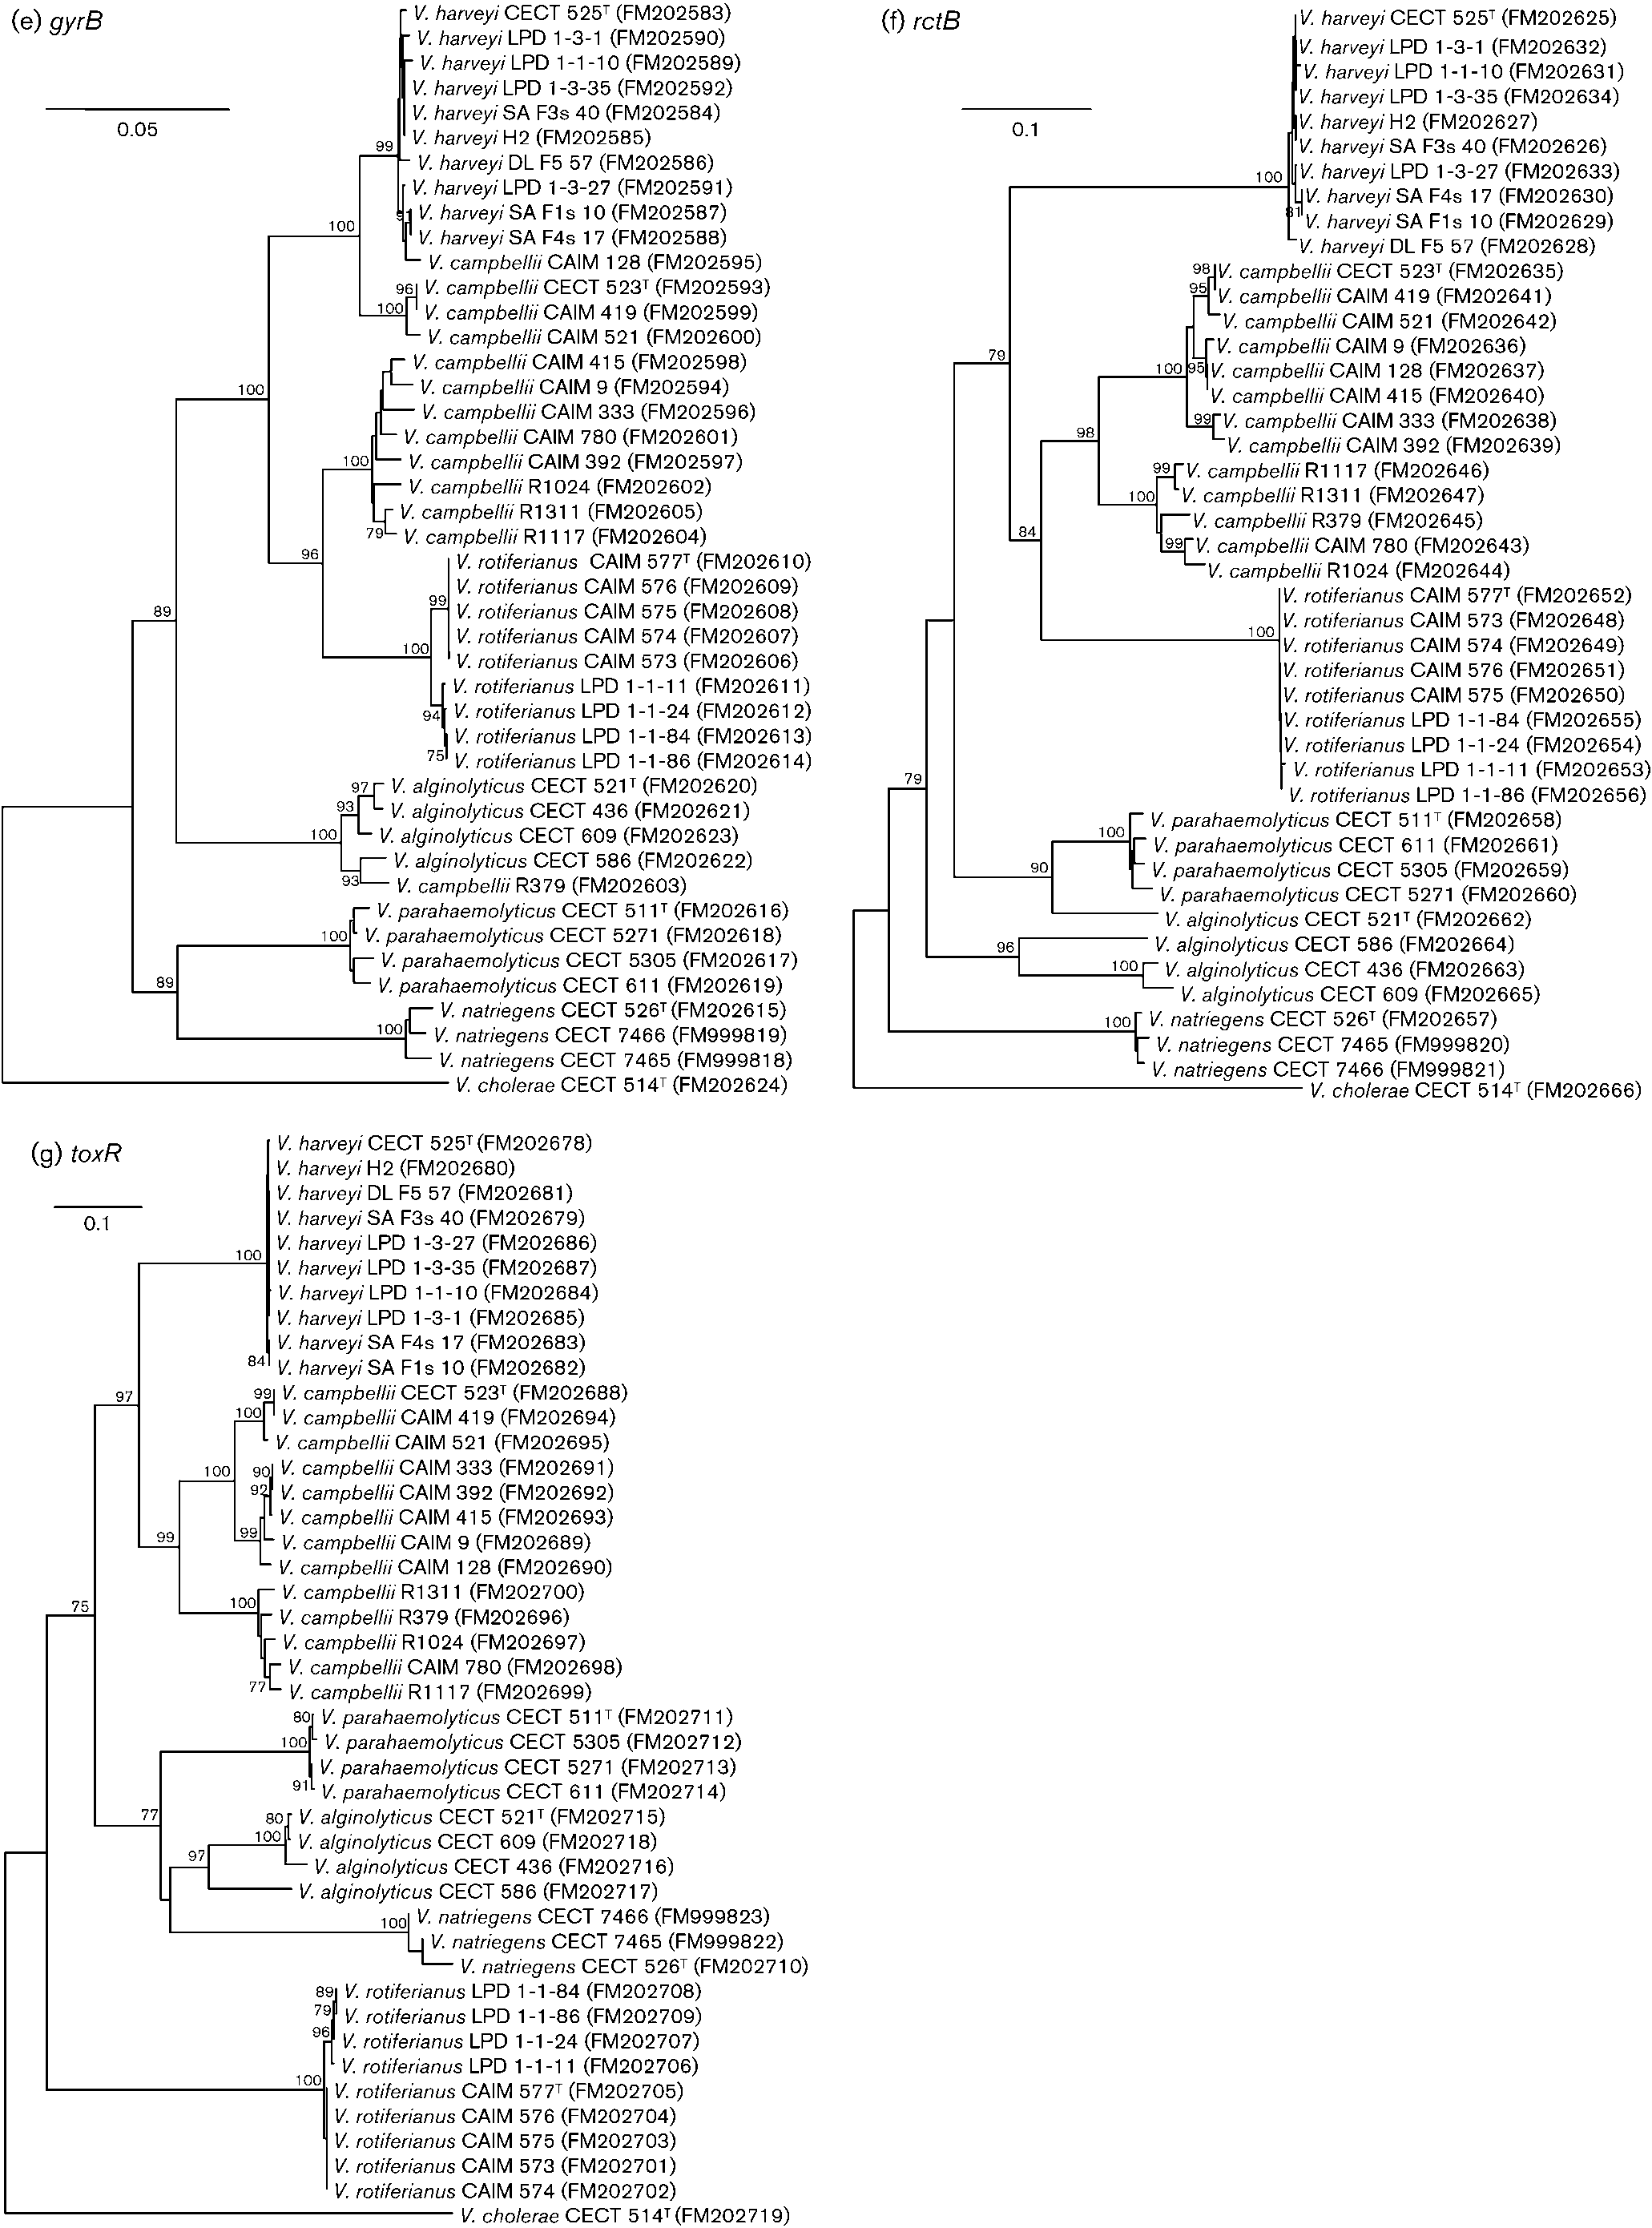 (e) gyrB
0.05
V. harveyi CECT 525ᵀ (FM202583)
V. harveyi LPD 1-3-1 (FM202590)
V. harveyi LPD 1-1-10 (FM202589)
V. harveyi LPD 1-3-35 (FM202592)
V. harveyi SA F3s 40 (FM202584)
V. harveyi H2 (FM202585)
99
V. harveyi DL F5 57 (FM202586)
V. harveyi LPD 1-3-27 (FM202591)
91
V. harveyi SA F1s 10 (FM202587)
V. harveyi SA F4s 17 (FM202588)
100
V. campbellii CAIM 128 (FM202595)
96
V. campbellii CECT 523ᵀ (FM202593)
100
V. campbellii CAIM 419 (FM202599)
V. campbellii CAIM 521 (FM202600)
V. campbellii CAIM 415 (FM202598)
100
V. campbellii CAIM 9 (FM202594)
V. campbellii CAIM 333 (FM202596)
V. campbellii CAIM 780 (FM202601)
100
V. campbellii CAIM 392 (FM202597)
V. campbellii R1024 (FM202602)
V. campbellii R1311 (FM202605)
79
V. campbellii R1117 (FM202604)
96
V. rotiferianus CAIM 577ᵀ (FM202610)
V. rotiferianus CAIM 576 (FM202609)
99
89
V. rotiferianus CAIM 575 (FM202608)
V. rotiferianus CAIM 574 (FM202607)
100
V. rotiferianus CAIM 573 (FM202606)
V. rotiferianus LPD 1-1-11 (FM202611)
94
V. rotiferianus LPD 1-1-24 (FM202612)
V. rotiferianus LPD 1-1-84 (FM202613)
75
V. rotiferianus LPD 1-1-86 (FM202614)
97
V. alginolyticus CECT 521ᵀ (FM202620)
93
V. alginolyticus CECT 436 (FM202621)
100
V. alginolyticus CECT 609 (FM202623)
V. alginolyticus CECT 586 (FM202622)
93
V. campbellii R379 (FM202603)
V. parahaemolyticus CECT 511ᵀ (FM202616)
100
V. parahaemolyticus CECT 5271 (FM202618)
V. parahaemolyticus CECT 5305 (FM202617)
89
V. parahaemolyticus CECT 611 (FM202619)
V. natriegens CECT 526ᵀ (FM202615)
100
V. natriegens CECT 7466 (FM999819)
V. natriegens CECT 7465 (FM999818)
V. cholerae CECT 514ᵀ (FM202624)
(f) rctB
0.1
V. harveyi CECT 525ᵀ (FM202625)
V. harveyi LPD 1-3-1 (FM202632)
V. harveyi LPD 1-1-10 (FM202631)
V. harveyi LPD 1-3-35 (FM202634)
V. harveyi H2 (FM202627)
V. harveyi SA F3s 40 (FM202626)
100
V. harveyi LPD 1-3-27 (FM202633)
V. harveyi SA F4s 17 (FM202630)
81
V. harveyi SA F1s 10 (FM202629)
V. harveyi DL F5 57 (FM202628)
98
V. campbellii CECT 523ᵀ (FM202635)
95
V. campbellii CAIM 419 (FM202641)
V. campbellii CAIM 521 (FM202642)
79
V. campbellii CAIM 9 (FM202636)
100
95
V. campbellii CAIM 128 (FM202637)
V. campbellii CAIM 415 (FM202640)
99
V. campbellii CAIM 333 (FM202638)
98
V. campbellii CAIM 392 (FM202639)
99
V. campbellii R1117 (FM202646)
100
V. campbellii R1311 (FM202647)
V. campbellii R379 (FM202645)
84
99
V. campbellii CAIM 780 (FM202643)
V. campbellii R1024 (FM202644)
V. rotiferianus CAIM 577ᵀ (FM202652)
V. rotiferianus CAIM 573 (FM202648)
100
V. rotiferianus CAIM 574 (FM202649)
V. rotiferianus CAIM 576 (FM202651)
V. rotiferianus CAIM 575 (FM202650)
V. rotiferianus LPD 1-1-84 (FM202655)
V. rotiferianus LPD 1-1-24 (FM202654)
79
V. rotiferianus LPD 1-1-11 (FM202653)
V. rotiferianus LPD 1-1-86 (FM202656)
V. parahaemolyticus CECT 511ᵀ (FM202658)
100
V. parahaemolyticus CECT 611 (FM202661)
90
V. parahaemolyticus CECT 5305 (FM202659)
V. parahaemolyticus CECT 5271 (FM202660)
V. alginolyticus CECT 521ᵀ (FM202662)
96
V. alginolyticus CECT 586 (FM202664)
100
V. alginolyticus CECT 436 (FM202663)
V. alginolyticus CECT 609 (FM202665)
100
V. natriegens CECT 526ᵀ (FM202657)
V. natriegens CECT 7465 (FM999820)
V. natriegens CECT 7466 (FM999821)
V. cholerae CECT 514ᵀ (FM202666)
(g) toxR
0.1
V. harveyi CECT 525ᵀ (FM202678)
V. harveyi H2 (FM202680)
V. harveyi DL F5 57 (FM202681)
V. harveyi SA F3s 40 (FM202679)
V. harveyi LPD 1-3-27 (FM202686)
100
V. harveyi LPD 1-3-35 (FM202687)
V. harveyi LPD 1-1-10 (FM202684)
V. harveyi LPD 1-3-1 (FM202685)
V. harveyi SA F4s 17 (FM202683)
84
V. harveyi SA F1s 10 (FM202682)
97
99
V. campbellii CECT 523ᵀ (FM202688)
100
V. campbellii CAIM 419 (FM202694)
V. campbellii CAIM 521 (FM202695)
100
90
V. campbellii CAIM 333 (FM202691)
92
V. campbellii CAIM 392 (FM202692)
V. campbellii CAIM 415 (FM202693)
99
99
V. campbellii CAIM 9 (FM202689)
V. campbellii CAIM 128 (FM202690)
V. campbellii R1311 (FM202700)
75
100
V. campbellii R379 (FM202696)
V. campbellii R1024 (FM202697)
V. campbellii CAIM 780 (FM202698)
77
V. campbellii R1117 (FM202699)
80
V. parahaemolyticus CECT 511ᵀ (FM202711)
100
V. parahaemolyticus CECT 5305 (FM202712)
V. parahaemolyticus CECT 5271 (FM202713)
91
V. parahaemolyticus CECT 611 (FM202714)
77
80
V. alginolyticus CECT 521ᵀ (FM202715)
100
V. alginolyticus CECT 609 (FM202718)
97
V. alginolyticus CECT 436 (FM202716)
V. alginolyticus CECT 586 (FM202717)
100
V. natriegens CECT 7466 (FM999823)
V. natriegens CECT 7465 (FM999822)
V. natriegens CECT 526ᵀ (FM202710)
89
V. rotiferianus LPD 1-1-84 (FM202708)
79
V. rotiferianus LPD 1-1-86 (FM202709)
96
V. rotiferianus LPD 1-1-24 (FM202707)
V. rotiferianus LPD 1-1-11 (FM202706)
100
V. rotiferianus CAIM 577ᵀ (FM202705)
V. rotiferianus CAIM 576 (FM202704)
V. rotiferianus CAIM 575 (FM202703)
V. rotiferianus CAIM 573 (FM202701)
V. rotiferianus CAIM 574 (FM202702)
V. cholerae CECT 514ᵀ (FM202719)